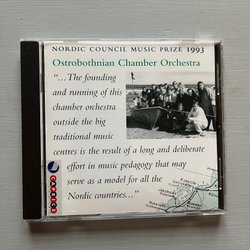 NORDIC COUNCIL MUSIC PRIZE 1993
Ostrobothnian Chamber Orchestra
“...The founding
and running of this
chamber orchestra
outside the big
traditional music
centres is the result of a long and deliberate
effort in music pedagogy that may
serve as a model for all the
Nordic countries...”